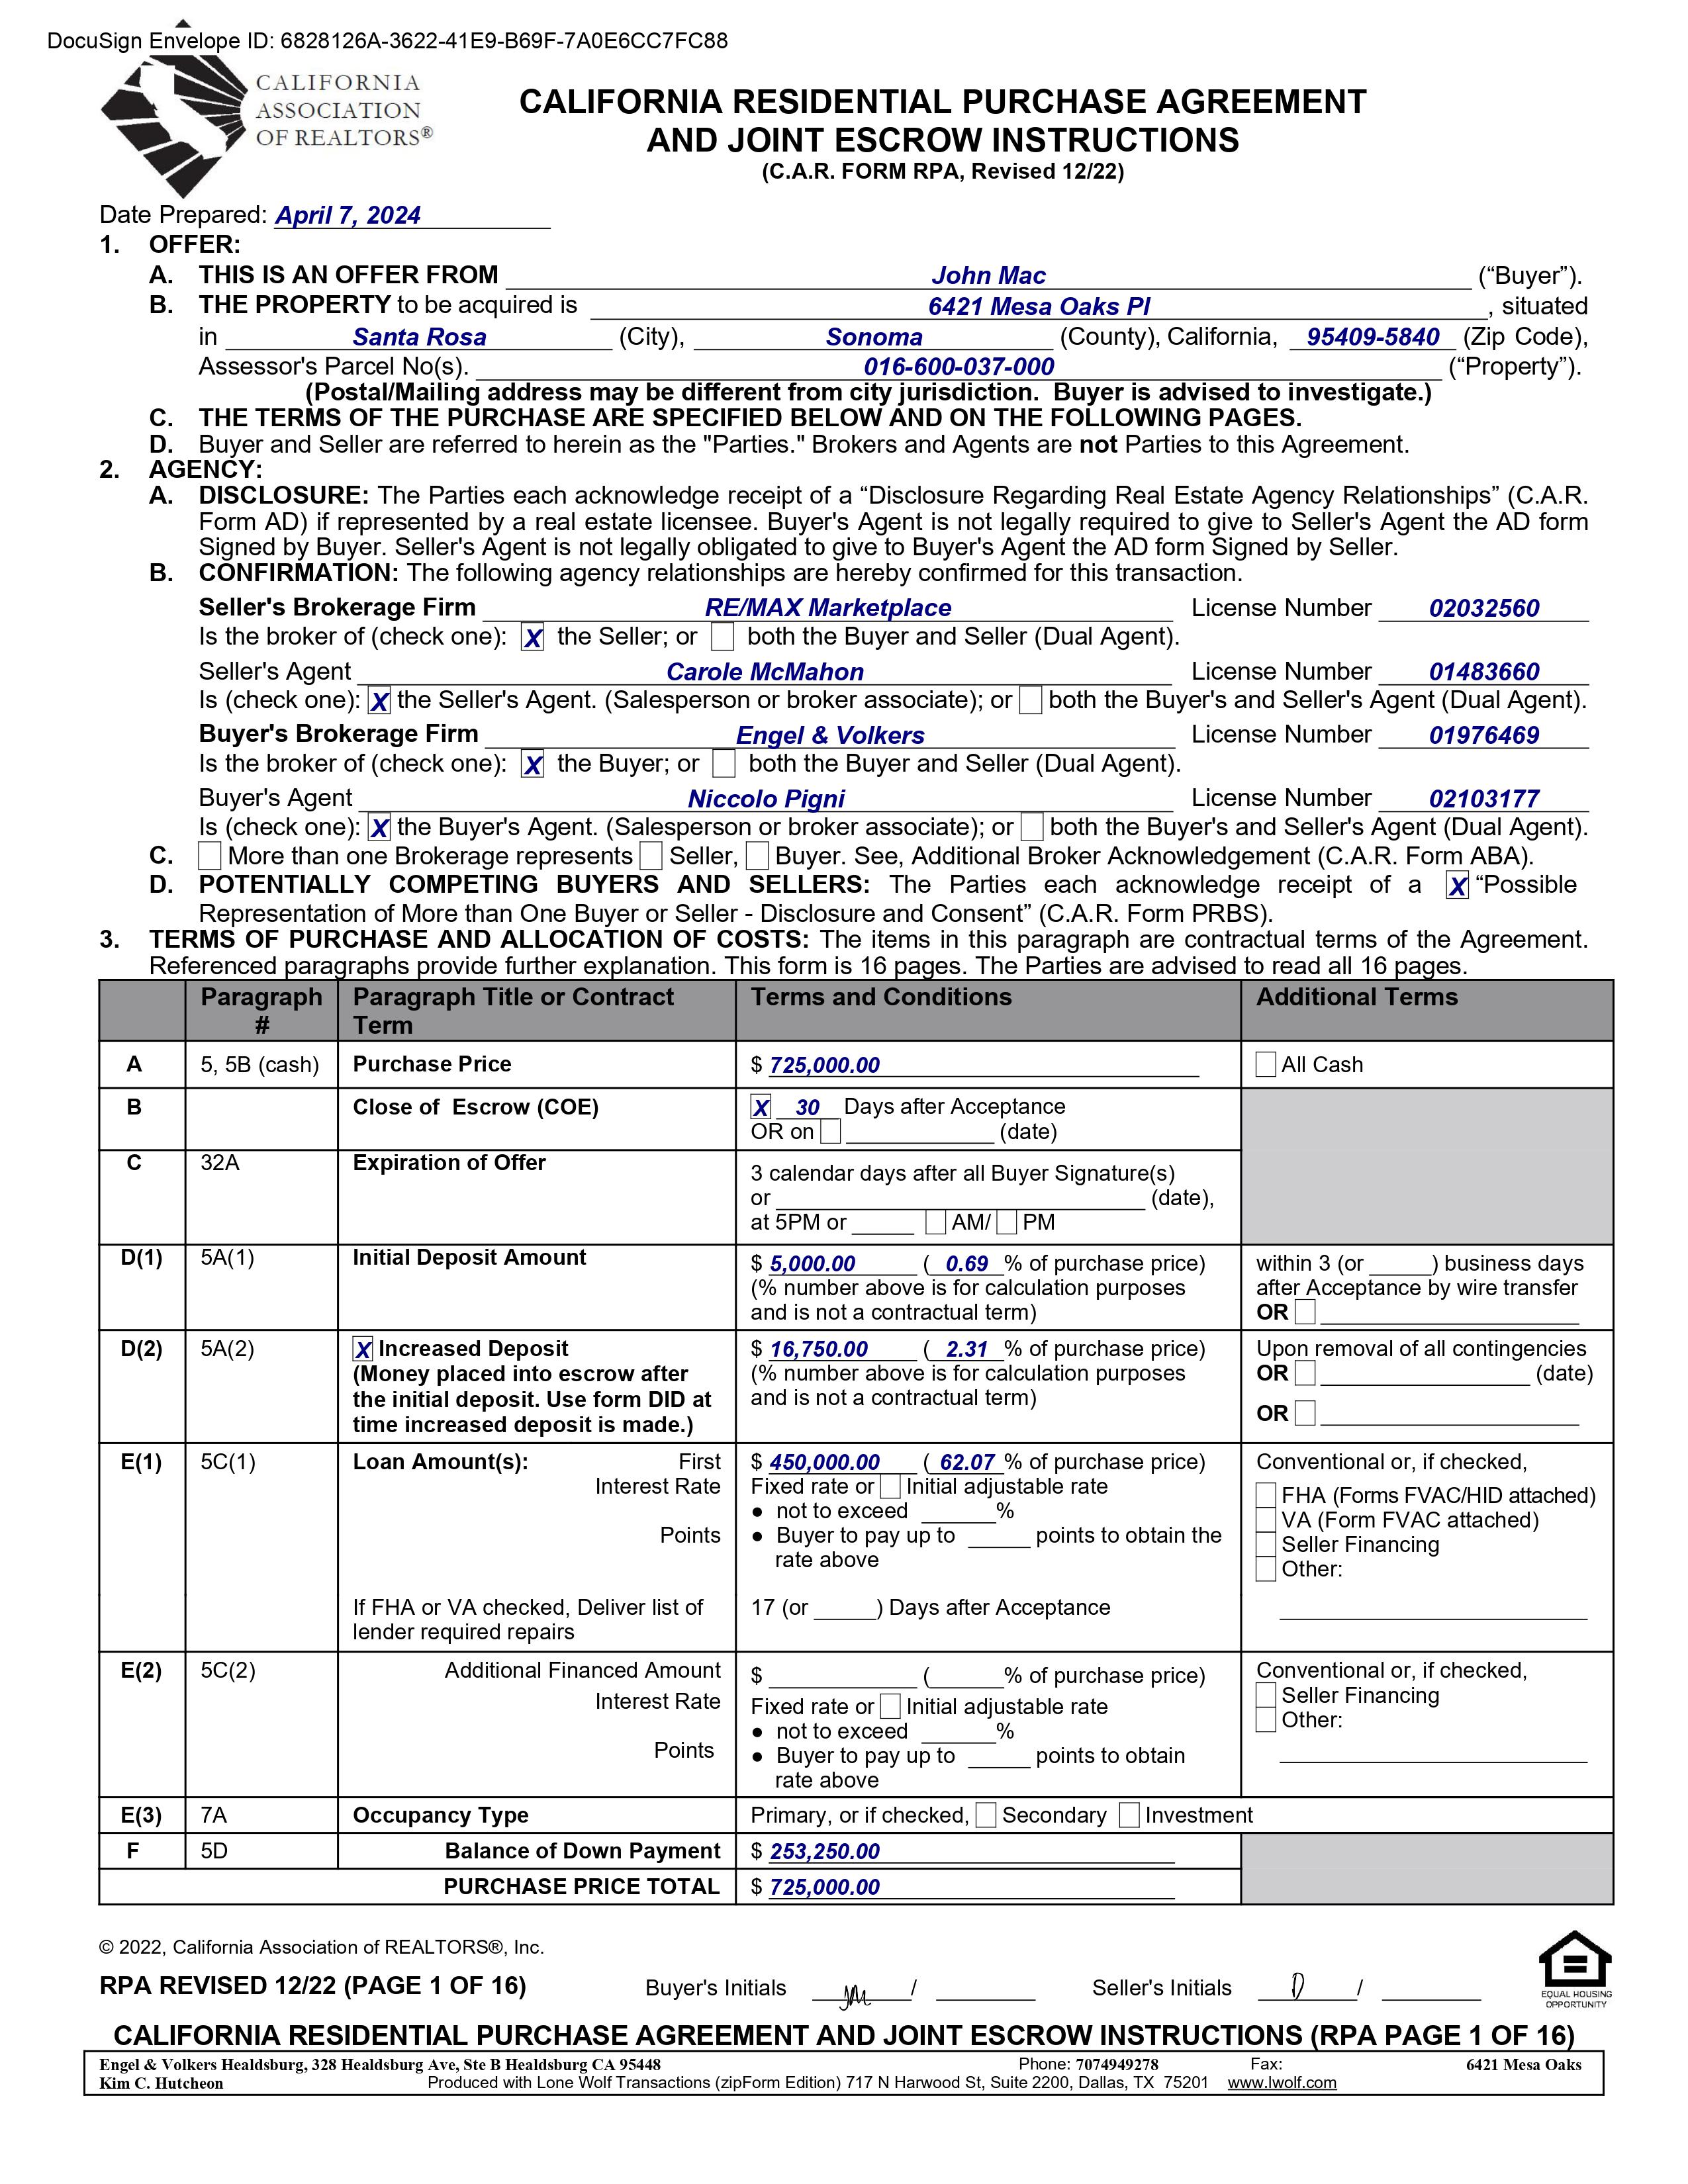 DocuSign Envelope ID: 6828126A-3622-41E9-B69F-7A0E6CC7FC88
CALIFORNIA
ASSOCIATION
OF REALTORS®
CALIFORNIA RESIDENTIAL PURCHASE AGREEMENT
AND JOINT ESCROW INSTRUCTIONS
(C.A.R. FORM RPA, Revised 12/22)
Date Prepared: April 7, 2024
1. OFFER:
A. THIS IS AN OFFER FROM John Mac (“Buyer”).
B. THE PROPERTY to be acquired is 6421 Mesa Oaks Pl, situated
in Santa Rosa (City), Sonoma (County), California, 95409-5840 (Zip Code),
Assessor's Parcel No(s). 016-600-037-000 (“Property”).
(Postal/Mailing address may be different from city jurisdiction. Buyer is advised to investigate.)
C. THE TERMS OF THE PURCHASE ARE SPECIFIED BELOW AND ON THE FOLLOWING PAGES.
D. Buyer and Seller are referred to herein as the "Parties." Brokers and Agents are not Parties to this Agreement.
2. AGENCY:
A. DISCLOSURE: The Parties each acknowledge receipt of a “Disclosure Regarding Real Estate Agency Relationships” (C.A.R.
Form AD) if represented by a real estate licensee. Buyer's Agent is not legally required to give to Seller's Agent the AD form
Signed by Buyer. Seller's Agent is not legally obligated to give to Buyer's Agent the AD form Signed by Seller.
B. CONFIRMATION: The following agency relationships are hereby confirmed for this transaction.
Seller's Brokerage Firm RE/MAX Marketplace License Number 02032560
Is the broker of (check one): X the Seller; or both the Buyer and Seller (Dual Agent).
Seller's Agent Carole McMahon License Number 01483660
Is (check one): X the Seller's Agent. (Salesperson or broker associate); or both the Buyer's and Seller's Agent (Dual Agent).
Buyer's Brokerage Firm Engel & Volkers License Number 01976469
Is the broker of (check one): X the Buyer; or both the Buyer and Seller (Dual Agent).
Buyer's Agent Niccolo Pigni License Number 02103177
Is (check one): X the Buyer's Agent. (Salesperson or broker associate); or both the Buyer's and Seller's Agent (Dual Agent).
C. More than one Brokerage represents Seller, Buyer. See, Additional Broker Acknowledgement (C.A.R. Form ABA).
D. POTENTIALLY COMPETING BUYERS AND SELLERS: The Parties each acknowledge receipt of a X “Possible
Representation of More than One Buyer or Seller - Disclosure and Consent” (C.A.R. Form PRBS).
3. TERMS OF PURCHASE AND ALLOCATION OF COSTS: The items in this paragraph are contractual terms of the Agreement.
Referenced paragraphs provide further explanation. This form is 16 pages. The Parties are advised to read all 16 pages.
Paragraph
#
Paragraph Title or Contract
Term
Terms and Conditions
Additional Terms
A
5, 5B (cash)
Purchase Price
$ 725,000.00
All Cash
B
Close of Escrow (COE)
X 30 Days after Acceptance
OR on (date)
C
32A
Expiration of Offer
3 calendar days after all Buyer Signature(s)
or (date),
at 5PM or AM/ PM
D(1)
5A(1)
Initial Deposit Amount
$ 5,000.00 ( 0.69 % of purchase price)
(% number above is for calculation purposes
and is not a contractual term)
within 3 (or ) business days
after Acceptance by wire transfer
OR
D(2)
5A(2)
X Increased Deposit
(Money placed into escrow after
the initial deposit. Use form DID at
time increased deposit is made.)
$ 16,750.00 ( 2.31 % of purchase price)
(% number above is for calculation purposes
and is not a contractual term)
Upon removal of all contingencies
OR (date)
OR
E(1)
5C(1)
Loan Amount(s): First
Interest Rate
Points
If FHA or VA checked, Deliver list of
lender required repairs
$ 450,000.00 ( 62.07 % of purchase price)
Fixed rate or Initial adjustable rate
● not to exceed %
● Buyer to pay up to points to obtain the
rate above
17 (or ) Days after Acceptance
Conventional or, if checked,
FHA (Forms FVAC/HID attached)
VA (Form FVAC attached)
Seller Financing
Other:
E(2)
5C(2)
Additional Financed Amount
Interest Rate
Points
$ ( % of purchase price)
Fixed rate or Initial adjustable rate
● not to exceed %
● Buyer to pay up to points to obtain
rate above
Conventional or, if checked,
Seller Financing
Other:
E(3)
7A
Occupancy Type
Primary, or if checked, Secondary Investment
F
5D
Balance of Down Payment
$ 253,250.00
PURCHASE PRICE TOTAL
$ 725,000.00
© 2022, California Association of REALTORS®, Inc.
RPA REVISED 12/22 (PAGE 1 OF 16) Buyer's Initials JM / Seller's Initials D /
EQUAL HOUSING
OPPORTUNITY
CALIFORNIA RESIDENTIAL PURCHASE AGREEMENT AND JOINT ESCROW INSTRUCTIONS (RPA PAGE 1 OF 16)
Engel & Volkers Healdsburg, 328 Healdsburg Ave, Ste B Healdsburg CA 95448 Phone: 7074949278 Fax: 6421 Mesa Oaks
Kim C. Hutcheon Produced with Lone Wolf Transactions (zipForm Edition) 717 N Harwood St, Suite 2200, Dallas, TX 75201 www.lwolf.com